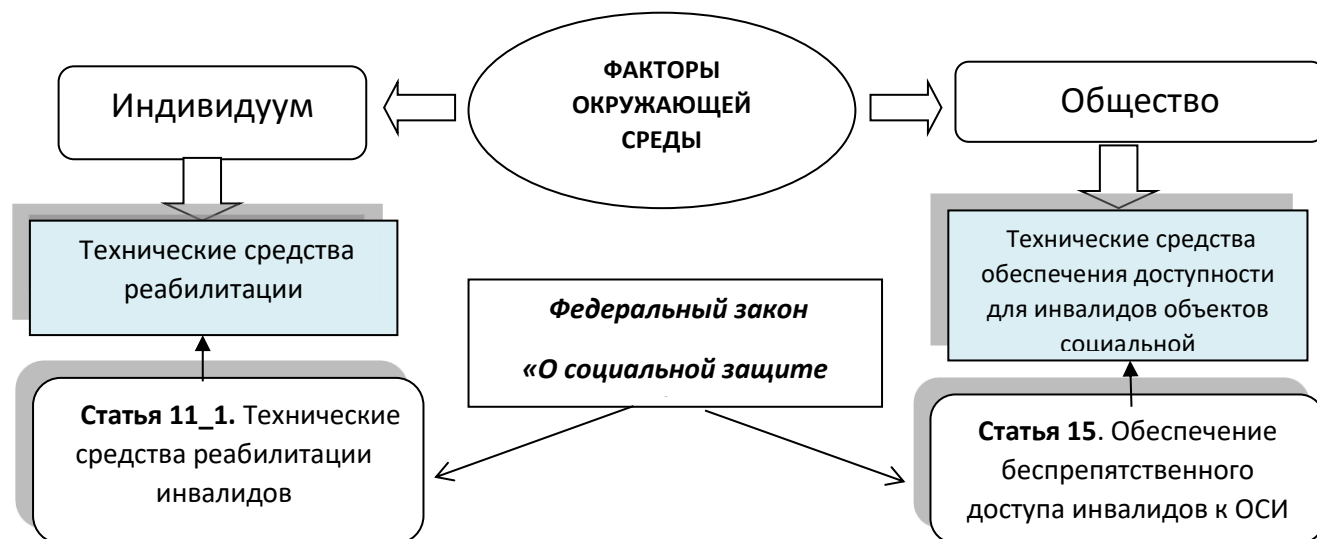 ФАКТОРЫ
ОКРУЖАЮЩЕЙ
СРЕДЫ
Индивидуум
Общество
Технические средства
реабилитации
Технические средства
обеспечения доступности
для инвалидов объектов
социальной
Федеральный закон
«О социальной защите
Статья 11_1. Технические
средства реабилитации
инвалидов
Статья 15. Обеспечение
беспрепятственного
доступа инвалидов к ОСИ